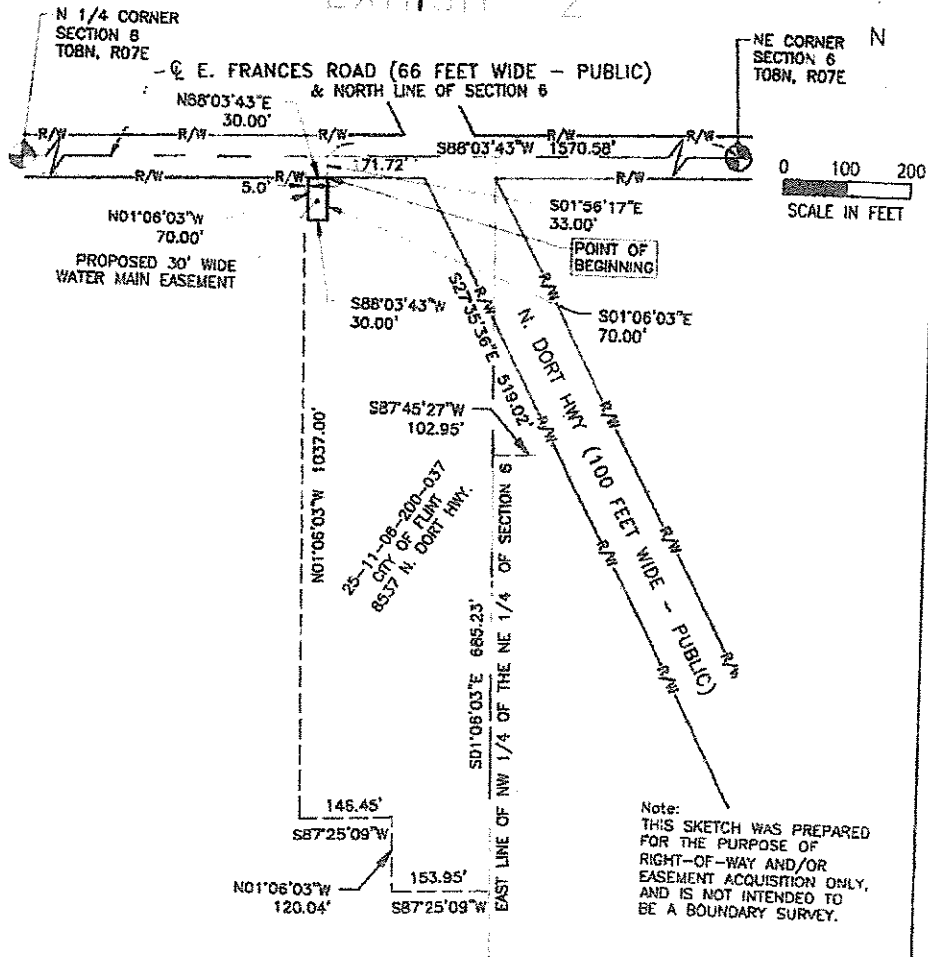 EXHIBIT 2
N 1/4 CORNER
SECTION 6
T08N, R07E
NE CORNER
SECTION 6
T08N, R07E
N
℄ E. FRANCES ROAD (66 FEET WIDE - PUBLIC)
& NORTH LINE OF SECTION 6
N88°03'43"E
30.00'
R/W
R/W
R/W
R/W
S88°03'43"W 1570.58'
171.72'
R/W
R/W
R/W
5.0'
0 100 200
SCALE IN FEET
N01°06'03"W
70.00'
PROPOSED 30' WIDE
WATER MAIN EASEMENT
S01°56'17"E
33.00'
POINT OF
BEGINNING
S88°03'43"W
30.00'
S01°06'03"E
70.00'
R/W
R/W
S27°35'36"E 519.02'
N. DORT HWY (100 FEET WIDE - PUBLIC)
R/W
R/W
R/W
R/W
R/W
R/W
S87°45'27"W
102.95'
N01°06'03"W 1037.00'
25-11-06-200-037
CITY OF FLINT
8537 N. DORT HWY.
S01°06'03"E 685.23'
EAST LINE OF NW 1/4 OF THE NE 1/4 OF SECTION 6
146.45'
S87°25'09"W
N01°06'03"W
120.04'
153.95'
S87°25'09"W
Note:
THIS SKETCH WAS PREPARED
FOR THE PURPOSE OF
RIGHT-OF-WAY AND/OR
EASEMENT ACQUISITION ONLY,
AND IS NOT INTENDED TO
BE A BOUNDARY SURVEY.